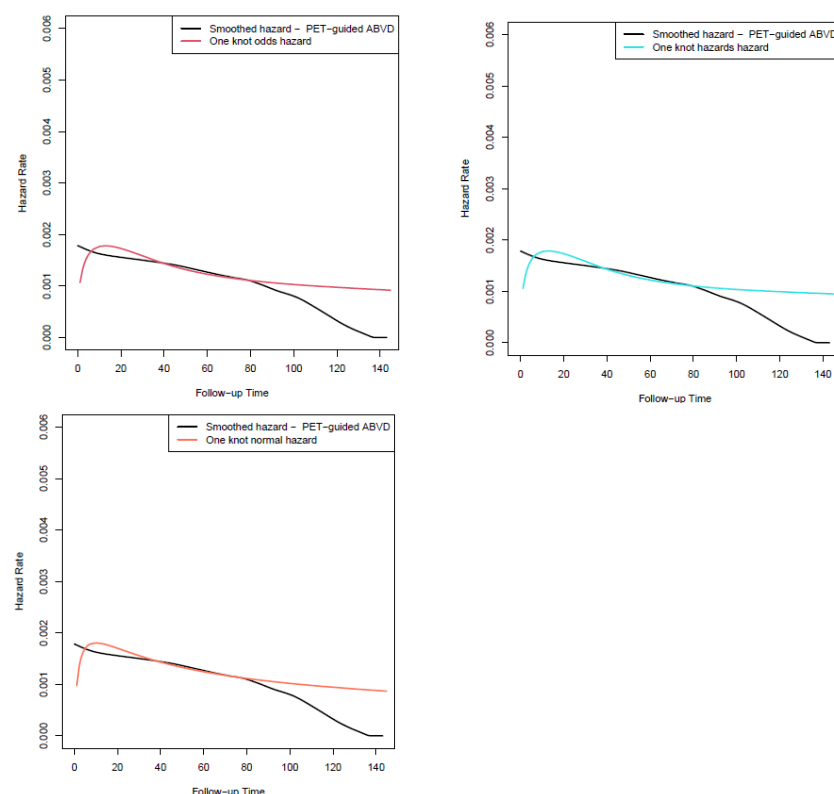 Smoothed hazard − PET−guided ABVD
One knot odds hazard
Hazard Rate
0.000 0.001 0.002 0.003 0.004 0.005 0.006
0 20 40 60 80 100 120 140
Follow−up Time
Smoothed hazard − PET−guided ABVD
One knot hazards hazard
Hazard Rate
0.000 0.001 0.002 0.003 0.004 0.005 0.006
0 20 40 60 80 100 120 140
Follow−up Time
Smoothed hazard − PET−guided ABVD
One knot normal hazard
Hazard Rate
0.000 0.001 0.002 0.003 0.004 0.005 0.006
0 20 40 60 80 100 120 140
Follow−up Time